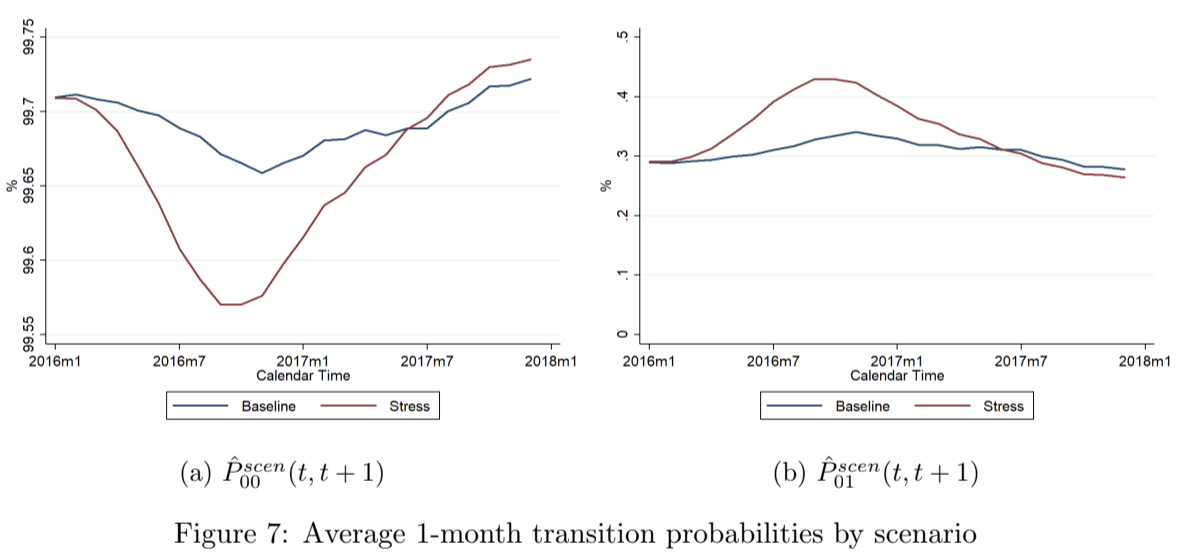 99.75
99.7
99.65
99.6
99.55
%
2016m1 2016m7 2017m1 2017m7 2018m1
Calendar Time
Baseline Stress
(a) P̂₀₀ˢᶜᵉⁿ(t, t + 1)
.5
.4
.3
.2
.1
0
%
2016m1 2016m7 2017m1 2017m7 2018m1
Calendar Time
Baseline Stress
(b) P̂₀₁ˢᶜᵉⁿ(t, t + 1)
Figure 7: Average 1-month transition probabilities by scenario